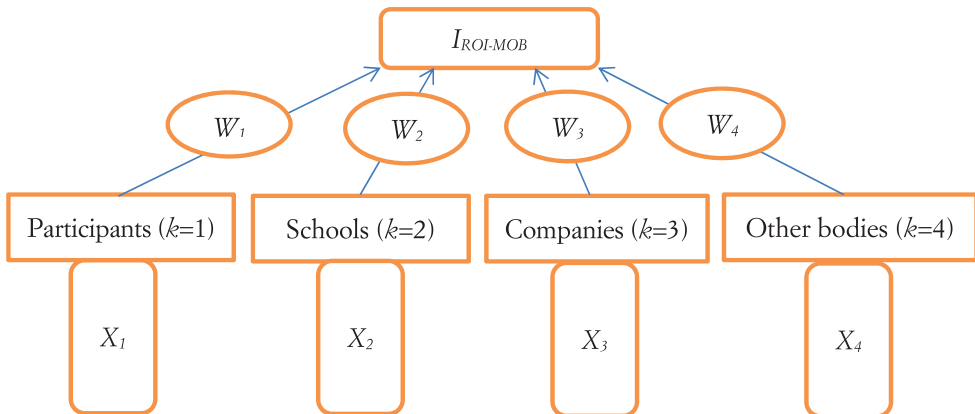 I_ROI-MOB
W_1
W_2
W_3
W_4
Participants (k=1)
Schools (k=2)
Companies (k=3)
Other bodies (k=4)
X_1
X_2
X_3
X_4